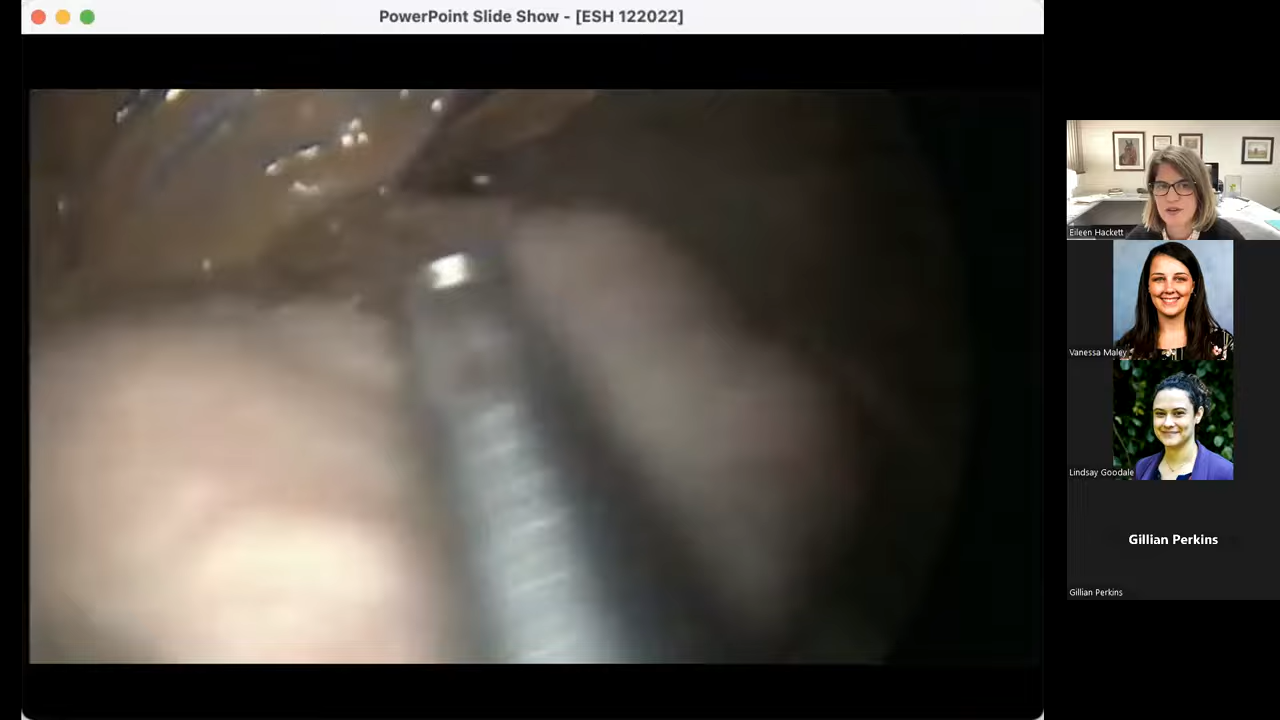 PowerPoint Slide Show - [ESH 122022]
Eileen Hackett
Vanessa Maley
Lindsay Goodale
Gillian Perkins
Gillian Perkins